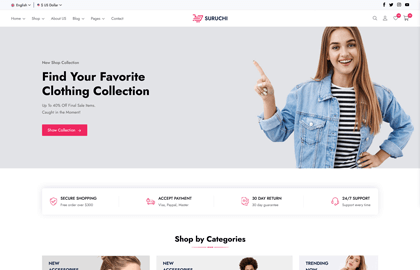 English $ US Dollar
Home Shop About US Blog Pages Contact
SURUCHI
New Shop Collection
Find Your Favorite
Clothing Collection
Up To 40% Off Final Sale Items.
Caught in the Moment!
Show Collection
SECURE SHOPPING
Free order over $200
ACCEPT PAYMENT
Visa, Paypal, Master
30 DAY RETURN
30 day guarantee
24/7 SUPPORT
Support every time
Shop by Categories
NEW
ACCESSORIES
NEW
ACCESSORIES
TRENDING
NOW